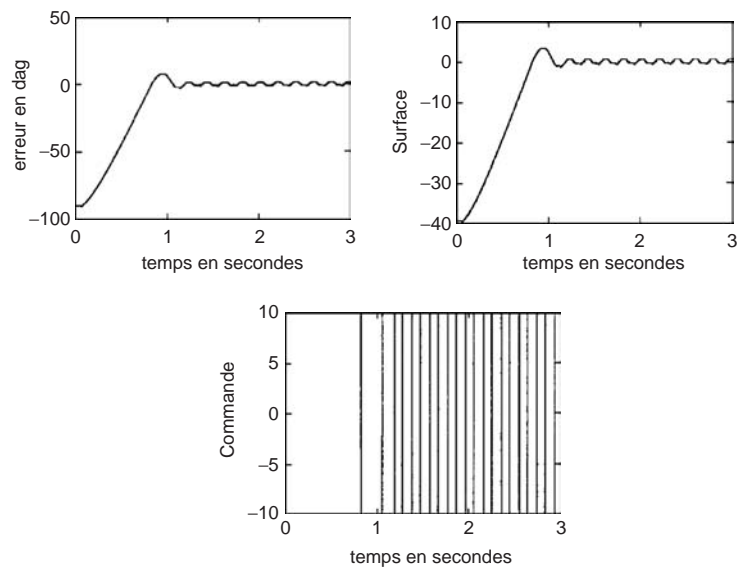 erreur en dag
50
0
−50
−100
0 1 2 3
temps en secondes
Surface
10
0
−10
−20
−30
−40
0 1 2 3
temps en secondes
Commande
10
5
0
−5
−10
0 1 2 3
temps en secondes